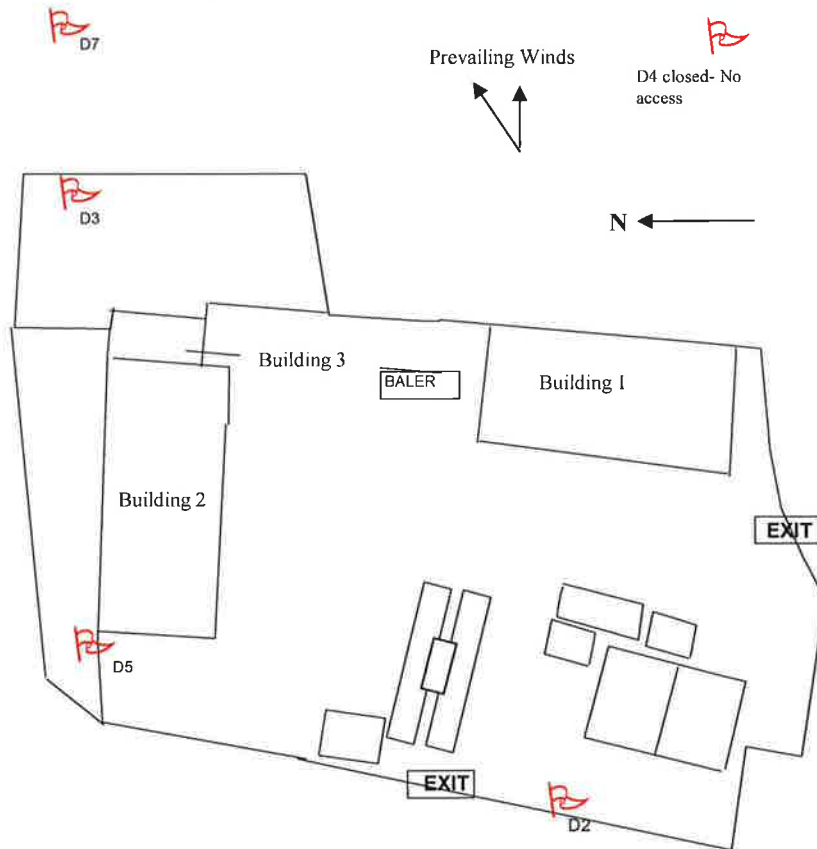 D7
Prevailing Winds
D4 closed- No
access
D3
N
Building 3
BALER
Building 1
Building 2
EXIT
D5
EXIT
D2